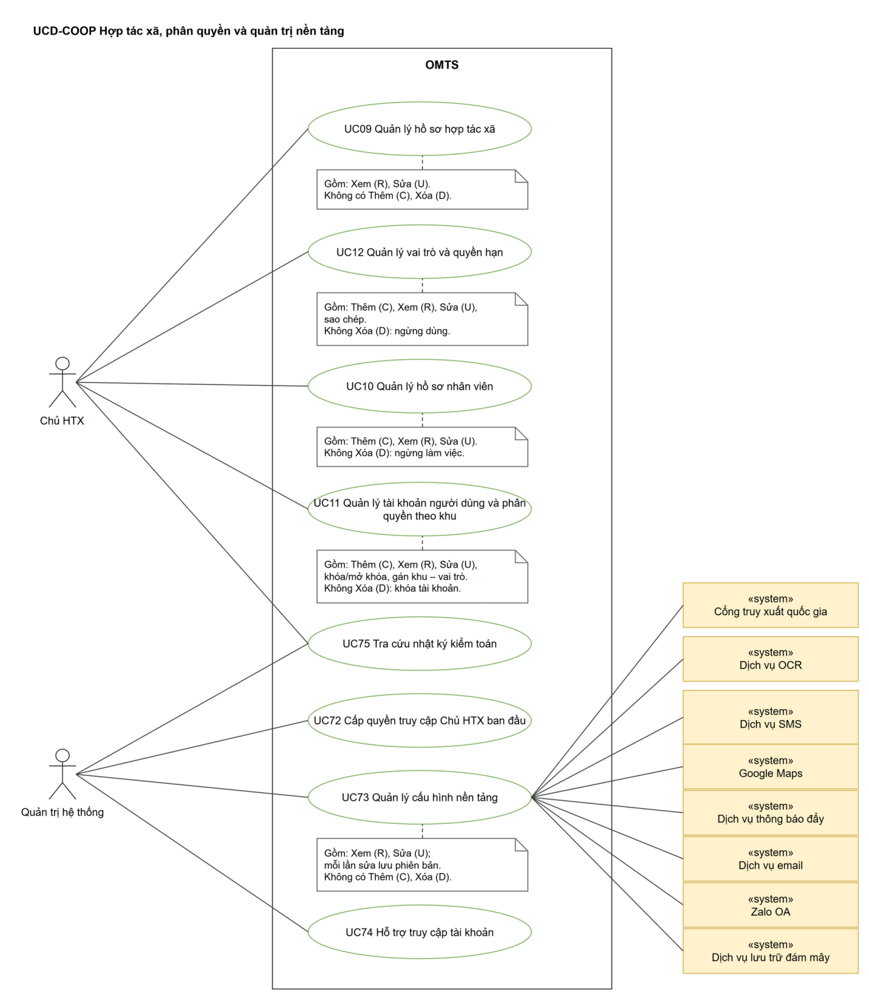 UCD-COOP Hợp tác xã, phân quyền và quản trị nền tảng
OMTS
UC09 Quản lý hồ sơ hợp tác xã
Gồm: Xem (R), Sửa (U).
Không có Thêm (C), Xóa (D).
UC12 Quản lý vai trò và quyền hạn
Gồm: Thêm (C), Xem (R), Sửa (U),
sao chép.
Không Xóa (D): ngừng dùng.
UC10 Quản lý hồ sơ nhân viên
Chủ HTX
Gồm: Thêm (C), Xem (R), Sửa (U).
Không Xóa (D): ngừng làm việc.
UC11 Quản lý tài khoản người dùng và phân
quyền theo khu
Gồm: Thêm (C), Xem (R), Sửa (U),
khóa/mở khóa, gán khu – vai trò.
Không Xóa (D): khóa tài khoản.
«system»
Cổng truy xuất quốc gia
UC75 Tra cứu nhật ký kiểm toán
«system»
Dịch vụ OCR
UC72 Cấp quyền truy cập Chủ HTX ban đầu
«system»
Dịch vụ SMS
«system»
Google Maps
UC73 Quản lý cấu hình nền tảng
Quản trị hệ thống
«system»
Dịch vụ thông báo đẩy
Gồm: Xem (R), Sửa (U);
mỗi lần sửa lưu phiên bản.
Không có Thêm (C), Xóa (D).
«system»
Dịch vụ email
«system»
Zalo OA
UC74 Hỗ trợ truy cập tài khoản
«system»
Dịch vụ lưu trữ đám mây